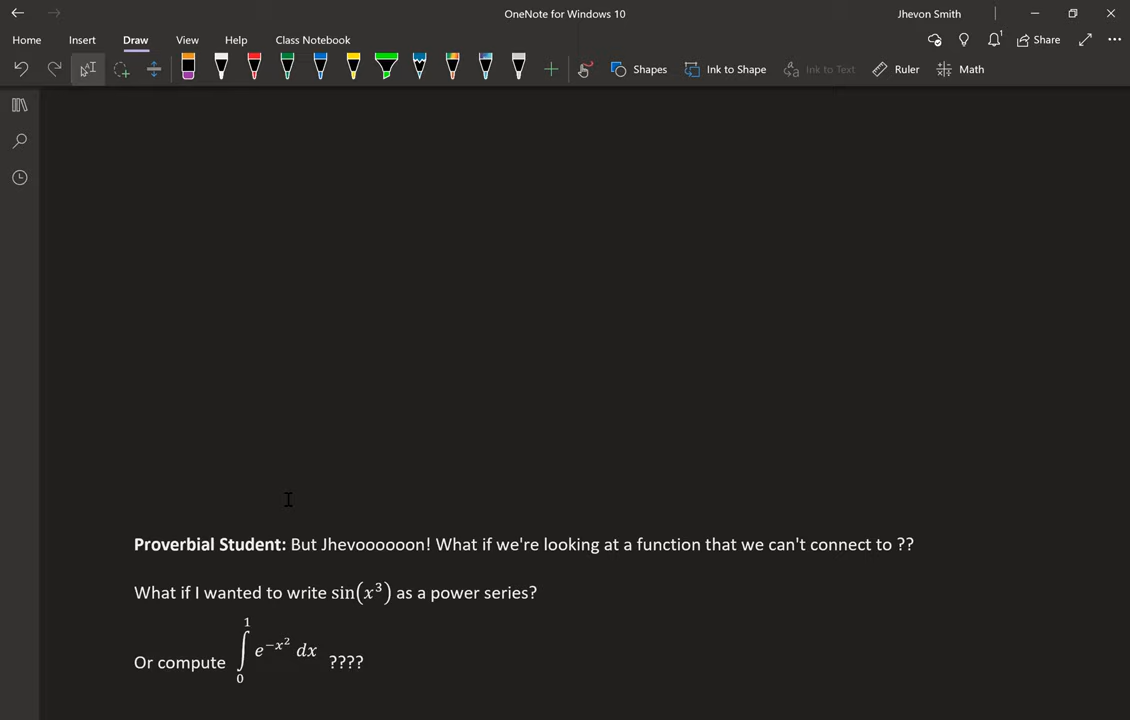 OneNote for Windows 10
Jhevon Smith
Home Insert Draw View Help Class Notebook
1
Share
Shapes Ink to Shape Ink to Text Ruler Math
Proverbial Student: But Jhevoooooon! What if we're looking at a function that we can't connect to ??
What if I wanted to write sin(x³) as a power series?
Or compute ∫₀¹ e^{-x²} dx ????